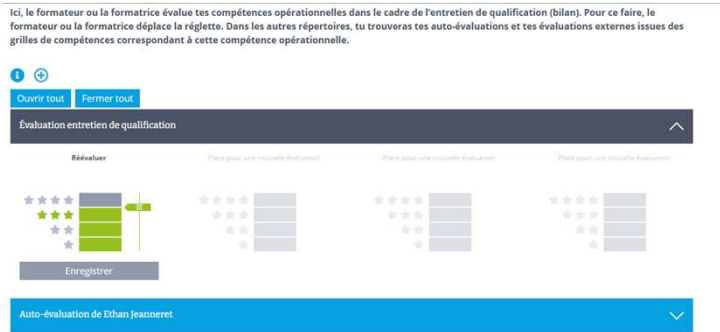 Ici, le formateur ou la formatrice évalue tes compétences opérationnelles dans le cadre de l'entretien de qualification (bilan). Pour ce faire, le
formateur ou la formatrice déplace la réglette. Dans les autres répertoires, tu trouveras tes auto-évaluations et tes évaluations externes issues des
grilles de compétences correspondant à cette compétence opérationnelle.
Ouvrir tout Fermer tout
Évaluation entretien de qualification
Réévaluer Place pour une nouvelle évaluation Place pour une nouvelle évaluation Place pour une nouvelle évaluation
Enregistrer
Auto-évaluation de Ethan Jeanneret